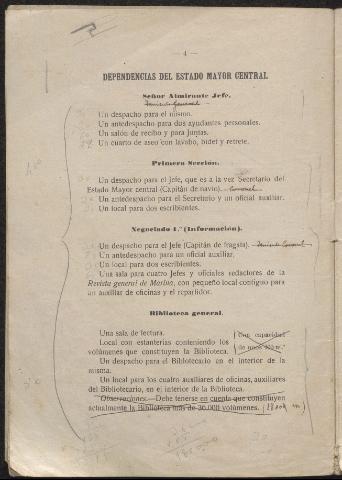 — 4 —
DEPENDENCIAS DEL ESTADO MAYOR CENTRAL
Señor Almirante Jefe.
Teniente General
Un despacho para el mismo.
Un antedespacho para dos ayudantes personales.
Un salón de recibo y para juntas.
Un cuarto de aseo con lavabo, bidet y retrete.
Primera Sección.
Un despacho para el Jefe, que es a la vez Secretario del
Estado Mayor central (Capitán de navío). Coronel
Un antedespacho para el Secretario y un oficial auxiliar.
Un local para dos escribientes.
Negociado 1.º (Información).
Un despacho para el Jefe (Capitán de fragata). Teniente Coronel
Un antedespacho para un oficial auxiliar.
Un local para dos escribientes.
Una sala para cuatro Jefes y oficiales redactores de la
Revista general de Marina, con pequeño local contiguo para
un auxiliar de oficinas y el repartidor.
Biblioteca general.
Una sala de lectura.
Local con estanterías conteniendo los
volúmenes que constituyen la Biblioteca.
Con capacidad
de unos
Un despacho para el Bibliotecario en el interior de la
misma.
Un local para los cuatro auxiliares de oficinas, auxiliares
del Bibliotecario, en el interior de la Biblioteca.
Observaciones.—Debe tenerse en cuenta que constituyen
actualmente la Biblioteca más de 36.000 volúmenes.